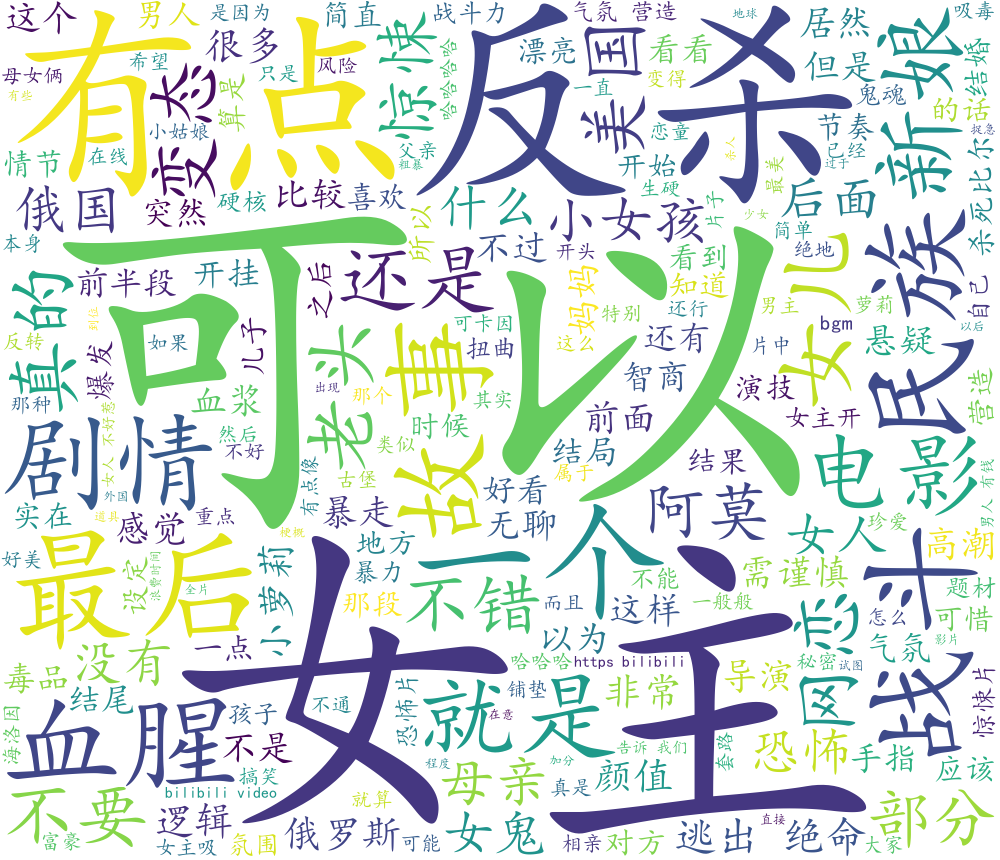 这个
男人
是因为
简直
战斗力
气氛 营造
居然
吸毒
有点
反杀
很多
惊悚
哈哈哈哈
漂亮
国
看看
但是
新娘
结婚
母女俩
希望
只是
风险
地球
有些
变态
算是
一直
变得
美国
鬼魂
的话
小姑娘
恋童
节奏
已经
情节
在线
父亲
粗暴
开始
杀人
过于
捉急
俄国
突然
硬核
比较
喜欢
什么
小女孩
生硬
最美
后面
杀死比尔
本身
可以
所以
不过
开头
片子
少女
简单
绝地
民族
前半段
开挂
之后
还是
妈妈
看到
知道
女儿
自己
真的
反转
到位
如果
儿子
老头
故事
可卡因
这么
特别
还行
男主
萝莉
以后
那种
爆发
扭曲
还有
片中
bgm
悬疑
血浆
出现
那个
其实
智商
演技
营造
剧情
不好惹
女人
然后
不好
类似
时候
前面
女主开
外国
有点像
古堡
结局
属于
结果
电影
男人 有钱
实在
感觉
重点
暴走
好看
无聊
阿莫
女人
珍爱
道具
梗概
好美
最后
设定
浪费时间
全片
小萝莉
地方
暴力
一个
不能
需谨慎
高潮
那段
不错
而且
这样
一般般
网恋
战斗
题材
可惜
怎么
毒品
没有
一点
女主
以为
气氛
影片
海洛因
结尾
哈哈哈
https bilibili
导演
秘密
试图
惊悚片
血腥
孩子
不通
恐怖片
就是
铺垫
在意
非常
不是
搞笑
告诉 我们
套路
恐怖
手指
应该
bilibili video
程度
加分
母亲
真是
颜值
不要
逻辑
就算
直接
部分
富豪
女主吸
氛围
俄罗斯
可能
女鬼
相亲
对方
逃出
绝命
大家